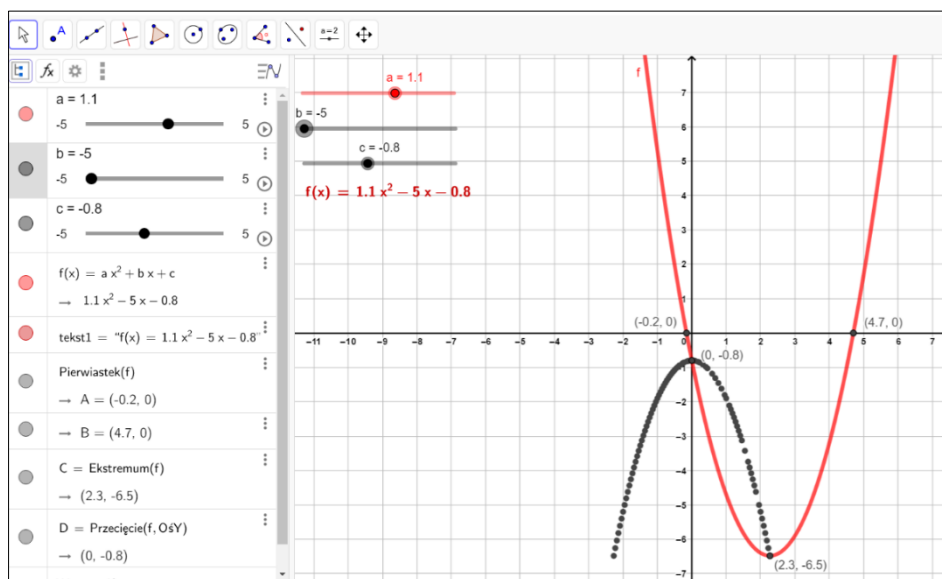 A
a=2
fx
a = 1.1
-5
5
b = -5
-5
5
c = -0.8
-5
5
f(x) = a x² + b x + c
→ 1.1 x² − 5 x − 0.8
tekst1 = "f(x) = 1.1 x² − 5 x − 0.8"
Pierwiastek(f)
→ A = (-0.2, 0)
→ B = (4.7, 0)
C = Ekstremum(f)
→ (2.3, -6.5)
D = Przecięcie(f, OśY)
→ (0, -0.8)
a = 1.1
b = -5
c = -0.8
f(x) = 1.1 x² − 5 x − 0.8
f
7
6
5
4
3
2
1
(-0.2, 0)
(4.7, 0)
−11 −10 −9 −8 −7 −6 −5 −4 −3 −2 −1 0 1 2 3 4 5 6 7
(0, -0.8)
−2
−3
−4
−5
−6
−7
(2.3, -6.5)